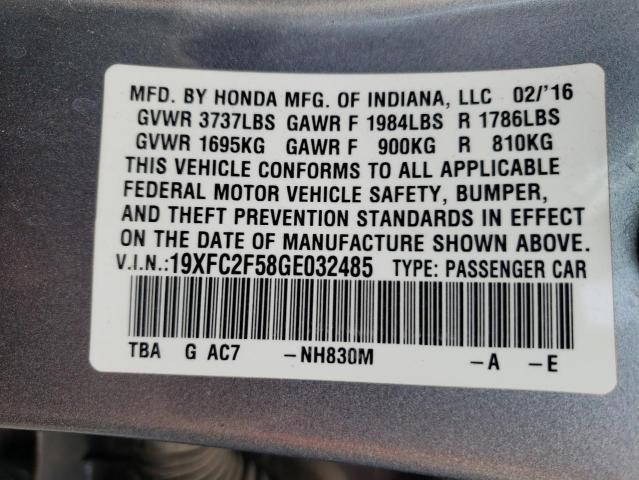 MFD. BY HONDA MFG. OF INDIANA, LLC 02/'16
GVWR 3737LBS GAWR F 1984LBS R 1786LBS
GVWR 1695KG GAWR F 900KG R 810KG
THIS VEHICLE CONFORMS TO ALL APPLICABLE
FEDERAL MOTOR VEHICLE SAFETY, BUMPER,
AND THEFT PREVENTION STANDARDS IN EFFECT
ON THE DATE OF MANUFACTURE SHOWN ABOVE.
V.I.N.:19XFC2F58GE032485 TYPE: PASSENGER CAR
TBA G AC7 -NH830M -A -E